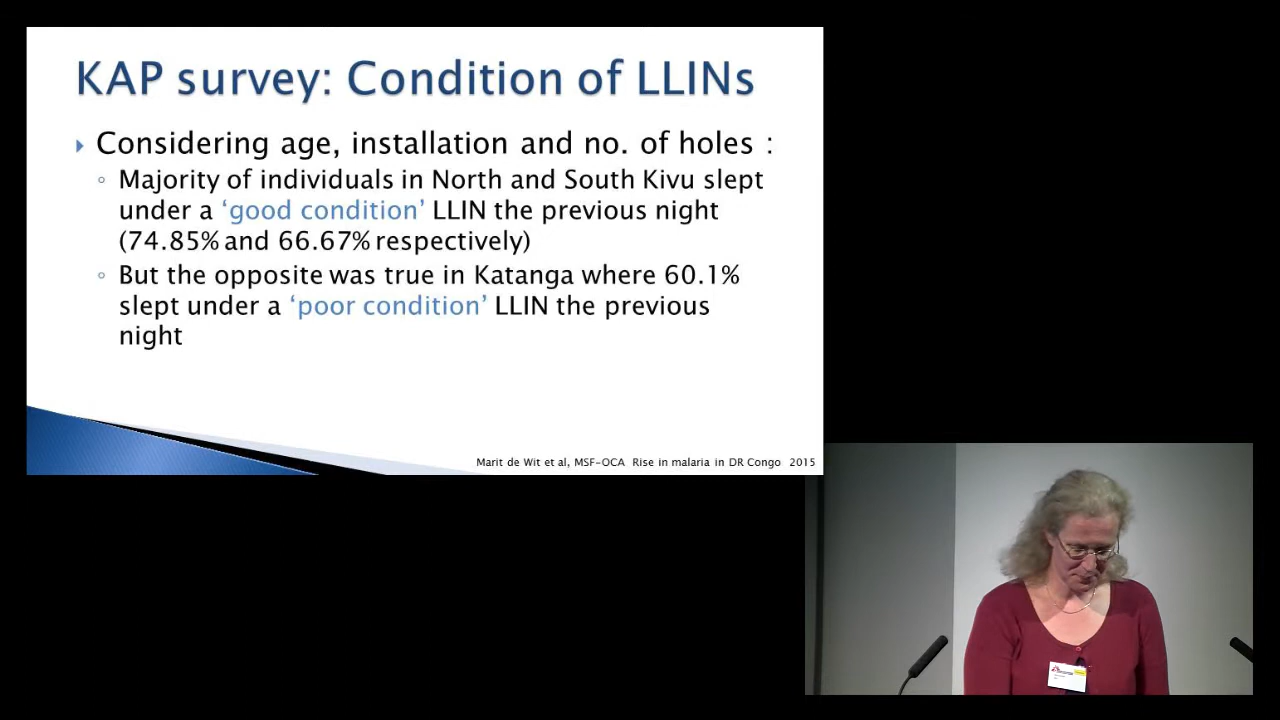 KAP survey: Condition of LLINs
Considering age, installation and no. of holes :
Majority of individuals in North and South Kivu slept
under a ‘good condition’ LLIN the previous night
(74.85% and 66.67% respectively)
But the opposite was true in Katanga where 60.1%
slept under a ‘poor condition’ LLIN the previous
night
Marit de Wit et al, MSF-OCA Rise in malaria in DR Congo 2015